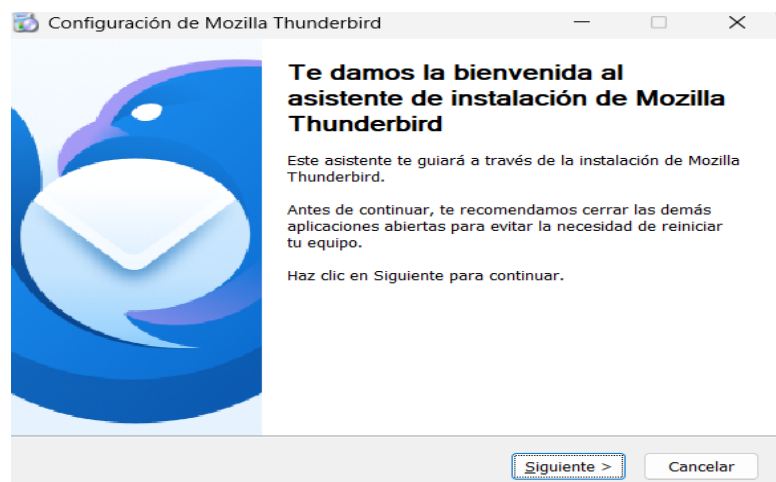 Configuración de Mozilla Thunderbird
Te damos la bienvenida al
asistente de instalación de Mozilla
Thunderbird
Este asistente te guiará a través de la instalación de Mozilla
Thunderbird.
Antes de continuar, te recomendamos cerrar las demás
aplicaciones abiertas para evitar la necesidad de reiniciar
tu equipo.
Haz clic en Siguiente para continuar.
Siguiente >
Cancelar